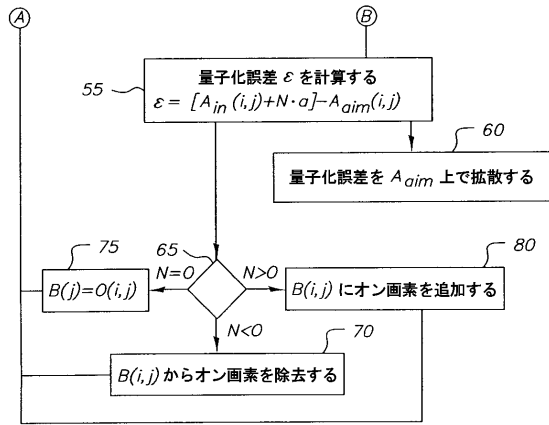 A
B
55
量子化誤差 ε を計算する
ε = [A_in (i,j)+N・a]−A_aim(i,j)
60
量子化誤差を A_aim 上で拡散する
75
65
80
N=0
N>0
B(j)=0(i,j)
B(i,j) にオン画素を追加する
N<0
70
B(i,j) からオン画素を除去する